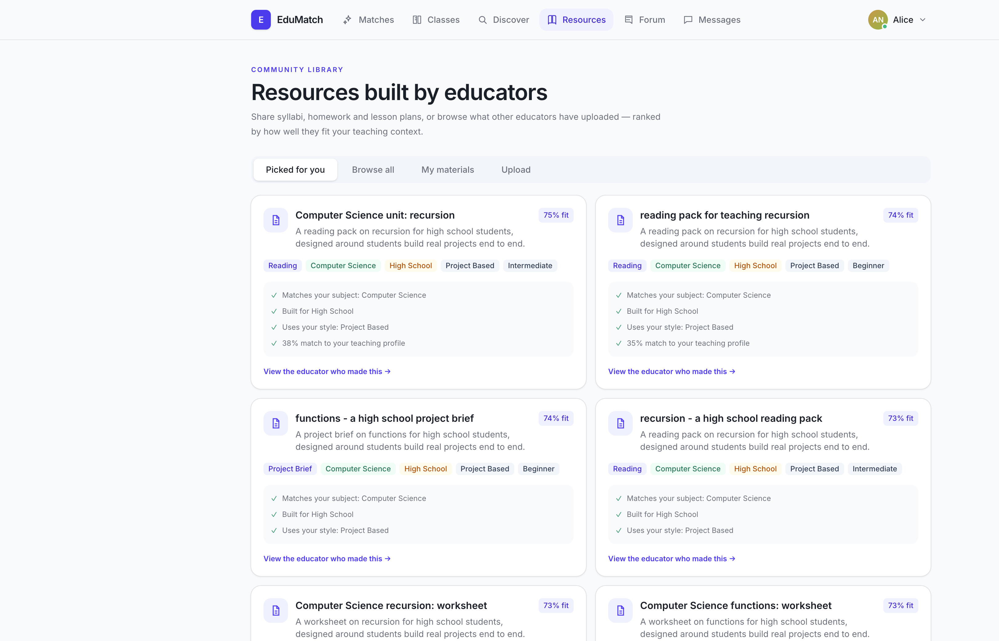 E EduMatch Matches Classes Discover Resources Forum Messages AN Alice
COMMUNITY LIBRARY
Resources built by educators
Share syllabi, homework and lesson plans, or browse what other educators have uploaded — ranked
by how well they fit your teaching context.
Picked for you Browse all My materials Upload
Computer Science unit: recursion 75% fit
A reading pack on recursion for high school students,
designed around students build real projects end to end.
Reading Computer Science High School Project Based Intermediate
✓ Matches your subject: Computer Science
✓ Built for High School
✓ Uses your style: Project Based
✓ 38% match to your teaching profile
View the educator who made this →
reading pack for teaching recursion 74% fit
A reading pack on recursion for high school students,
designed around students build real projects end to end.
Reading Computer Science High School Project Based Beginner
✓ Matches your subject: Computer Science
✓ Built for High School
✓ Uses your style: Project Based
✓ 35% match to your teaching profile
View the educator who made this →
functions - a high school project brief 74% fit
A project brief on functions for high school students,
designed around students build real projects end to end.
Project Brief Computer Science High School Project Based Beginner
✓ Matches your subject: Computer Science
✓ Built for High School
✓ Uses your style: Project Based
View the educator who made this →
recursion - a high school reading pack 73% fit
A reading pack on recursion for high school students,
designed around students build real projects end to end.
Reading Computer Science High School Project Based Intermediate
✓ Matches your subject: Computer Science
✓ Built for High School
✓ Uses your style: Project Based
View the educator who made this →
Computer Science recursion: worksheet 73% fit
A worksheet on recursion for high school students,
designed around students build real projects end to end.
Computer Science functions: worksheet 73% fit
A worksheet on functions for high school students,
designed around students build real projects end to end.